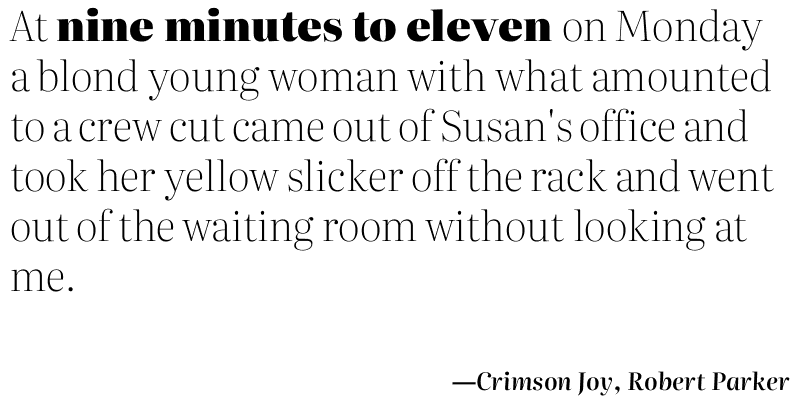 At nine minutes to eleven on Monday
a blond young woman with what amounted
to a crew cut came out of Susan's office and
took her yellow slicker off the rack and went
out of the waiting room without looking at
me.
—Crimson Joy, Robert Parker